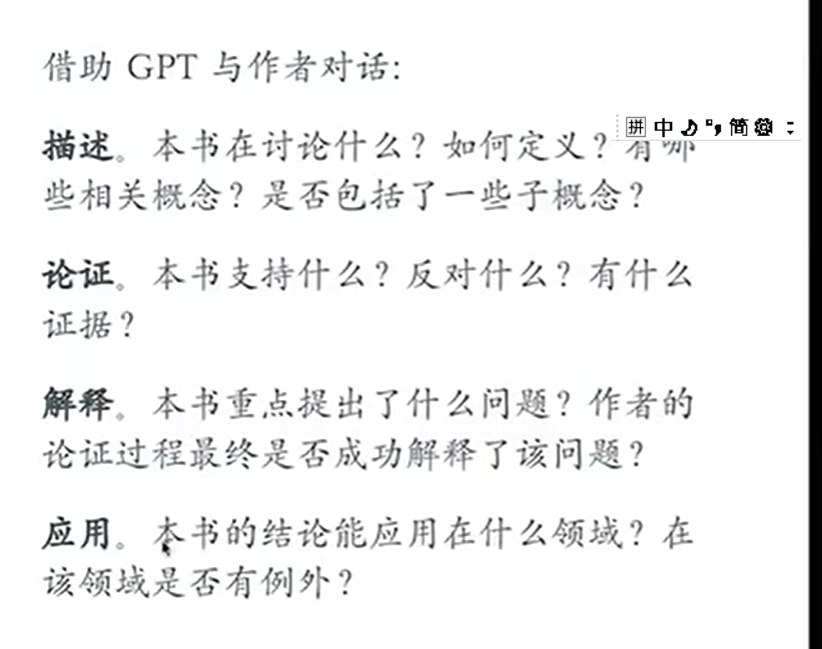 借助 GPT 与作者对话:
描述。本书在讨论什么？如何定义？有哪
些相关概念？是否包括了一些子概念？
拼 中 简
论证。本书支持什么？反对什么？有什么
证据？
解释。本书重点提出了什么问题？作者的
论证过程最终是否成功解释了该问题？
应用。本书的结论能应用在什么领域？在
该领域是否有例外？